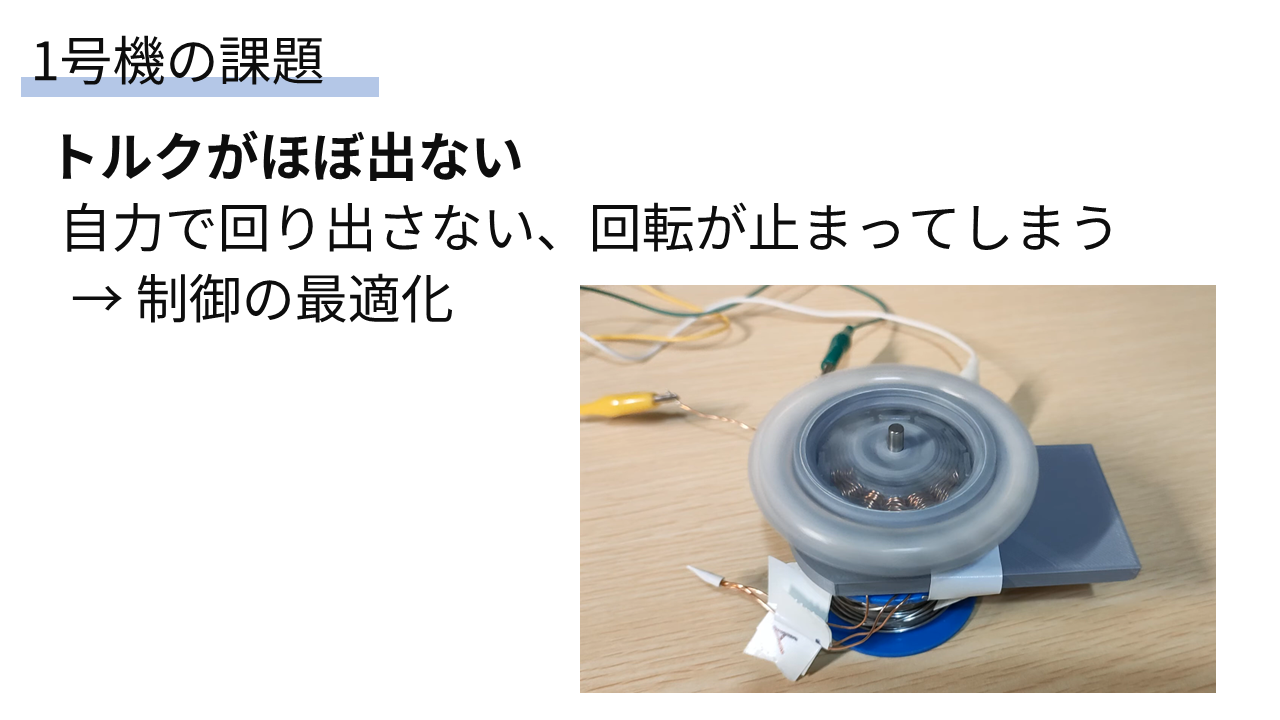 1号機の課題
トルクがほぼ出ない
自力で回り出さない、回転が止まってしまう
→ 制御の最適化
A